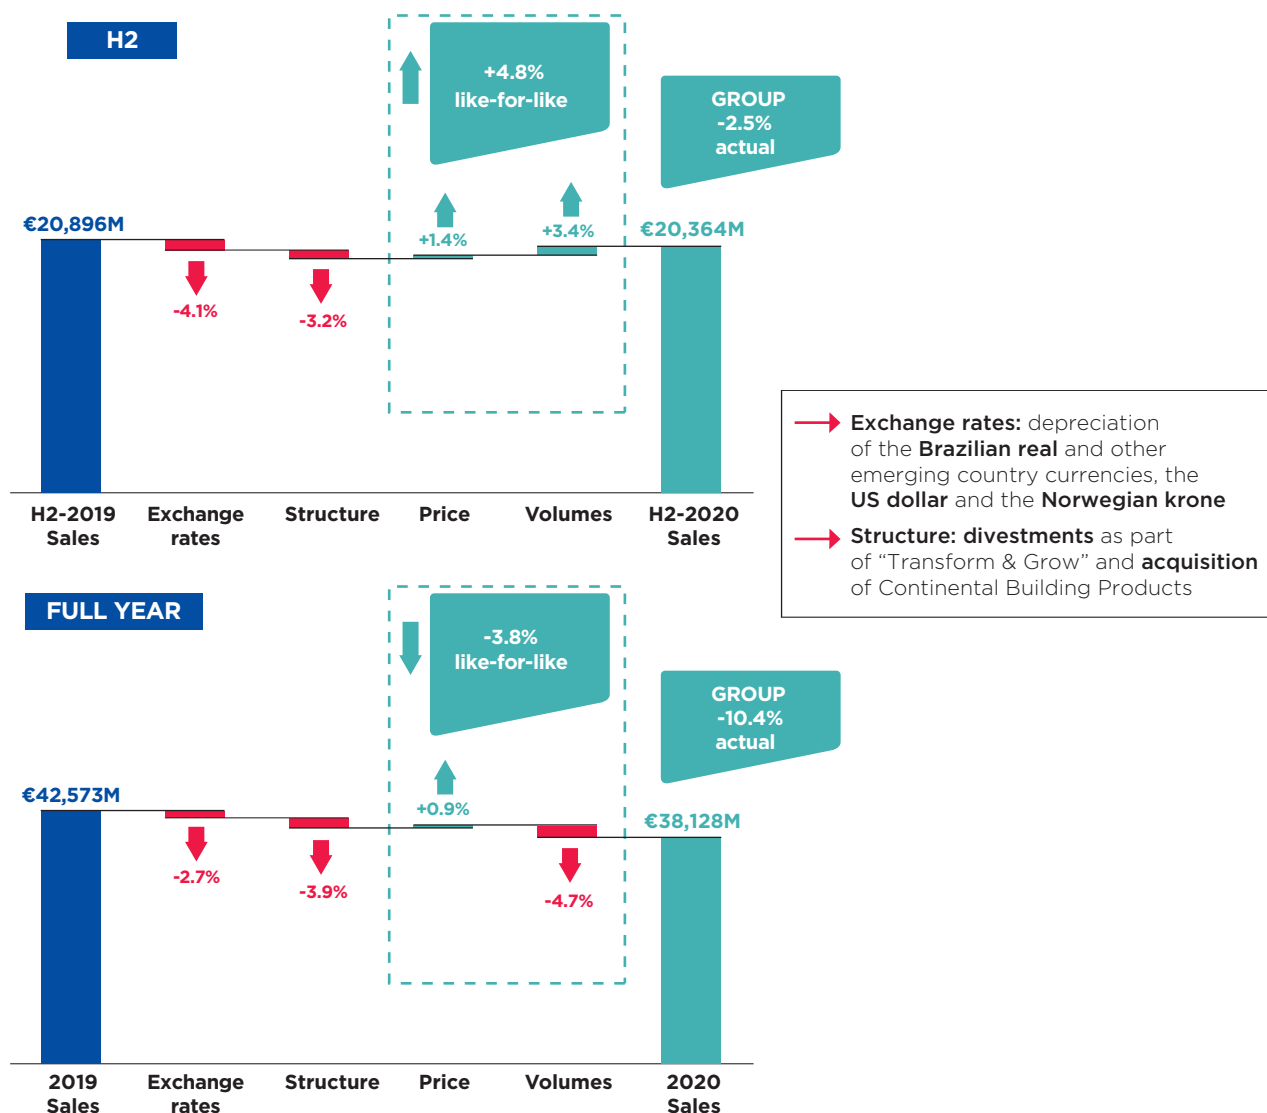 H2
+4.8%
like-for-like
GROUP
-2.5%
actual
€20,896M
-4.1%
-3.2%
+1.4%
+3.4%
€20,364M
H2-2019
Sales
Exchange
rates
Structure
Price
Volumes
H2-2020
Sales
Exchange rates: depreciation
of the Brazilian real and other
emerging country currencies, the
US dollar and the Norwegian krone
Structure: divestments as part
of “Transform & Grow” and acquisition
of Continental Building Products
FULL YEAR
-3.8%
like-for-like
GROUP
-10.4%
actual
€42,573M
-2.7%
-3.9%
+0.9%
-4.7%
€38,128M
2019
Sales
Exchange
rates
Structure
Price
Volumes
2020
Sales